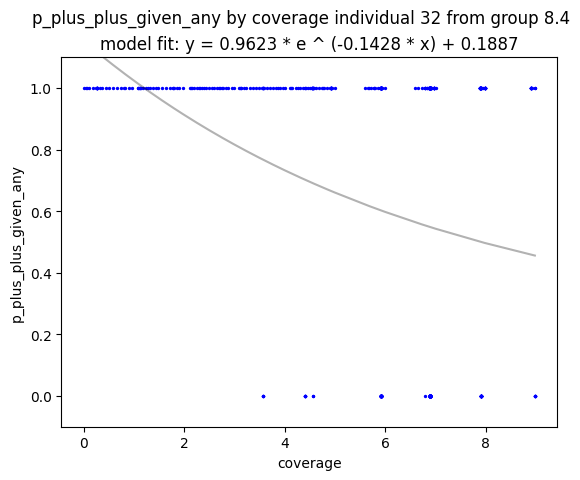 p_plus_plus_given_any by coverage individual 32 from group 8.4
model fit: y = 0.9623 * e ^ (-0.1428 * x) + 0.1887
1.0
0.8
0.6
0.4
0.2
0.0
p_plus_plus_given_any
0
2
4
6
8
coverage